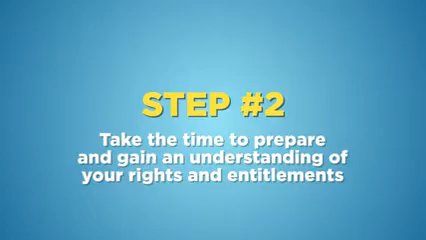 STEP #2
Take the time to prepare
and gain an understanding of
your rights and entitlements